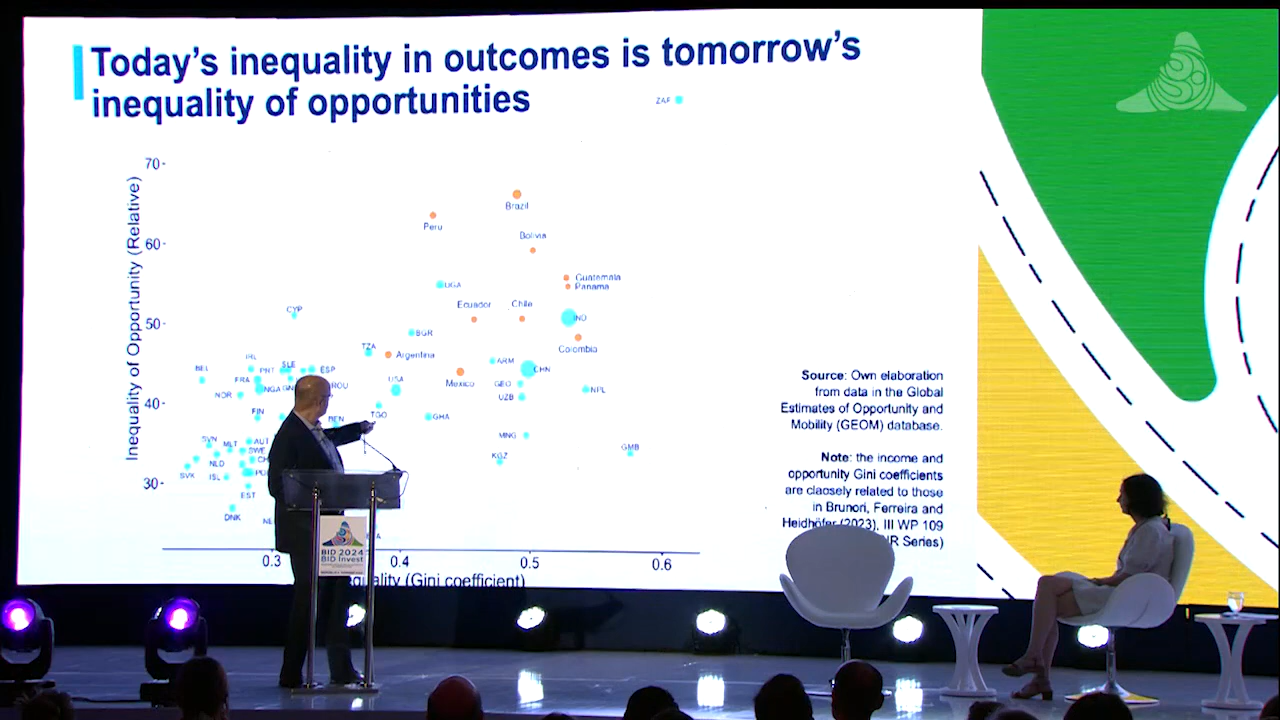 Today's inequality in outcomes is tomorrow's
inequality of opportunities
ZAF
70
Brazil
Peru
60
Bolivia
Guatemala
Panama
UGA
Ecuador
Chile
CYP
50
IND
BGR
Colombia
TZA
Argentina
IRL
ARM
BEL
PRT
SLE
ESP
CHN
FRA
USA
Mexico
GEO
NOR
NGA
NPL
UZB
40
FIN
BEN
TGO
GHA
SVN
MLT
AUT
MNG
SWE
GMB
NLD
KGZ
SVK
ISL
30
EST
DNK
0.3
0.4
0.5
0.6
Inequality of Opportunity (Relative)
(Gini coefficient)
Source: Own elaboration
from data in the Global
Estimates of Opportunity and
Mobility (GEOM) database.
Note: the income and
opportunity Gini coefficients
are claosely related to those
in Brunori, Ferreira and
Heidhöfer (2023), III WP 109
Series)
BID 2024
BID Invest